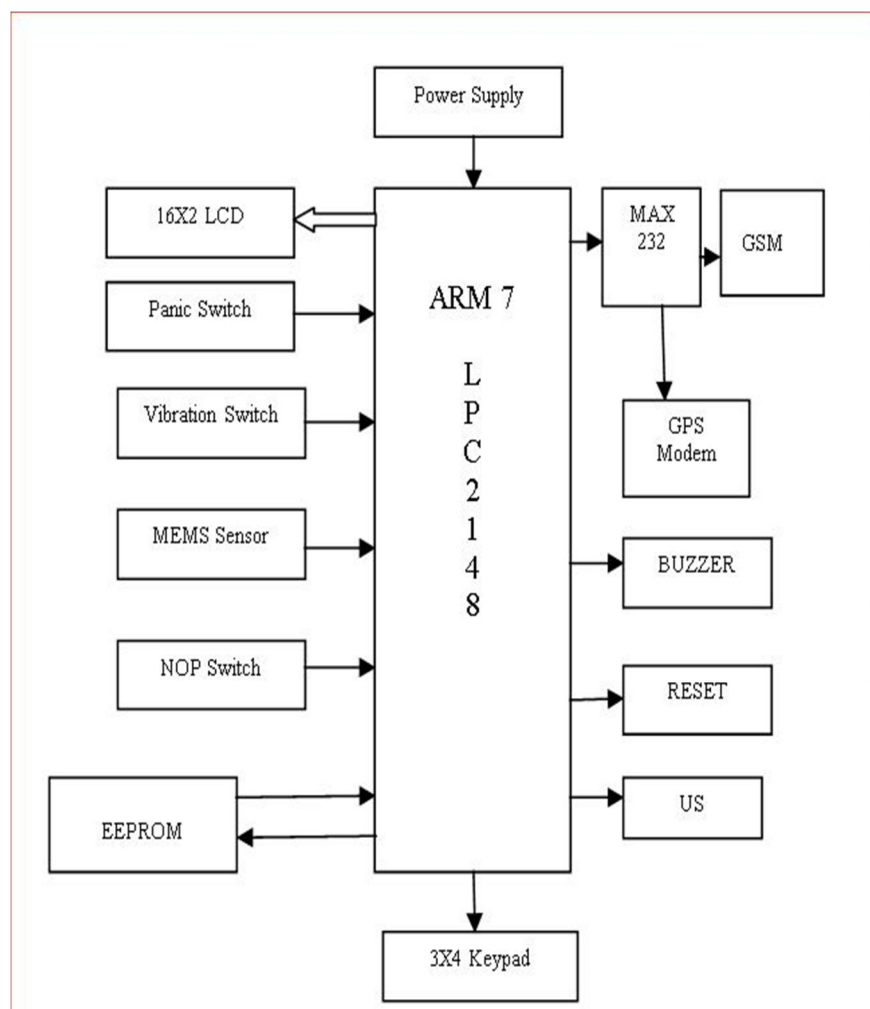 Power Supply
16X2 LCD
MAX
232
GSM
Panic Switch
ARM 7
L
P
C
2
1
4
8
Vibration Switch
GPS
Modem
MEMS Sensor
BUZZER
NOP Switch
RESET
EEPROM
US
3X4 Keypad